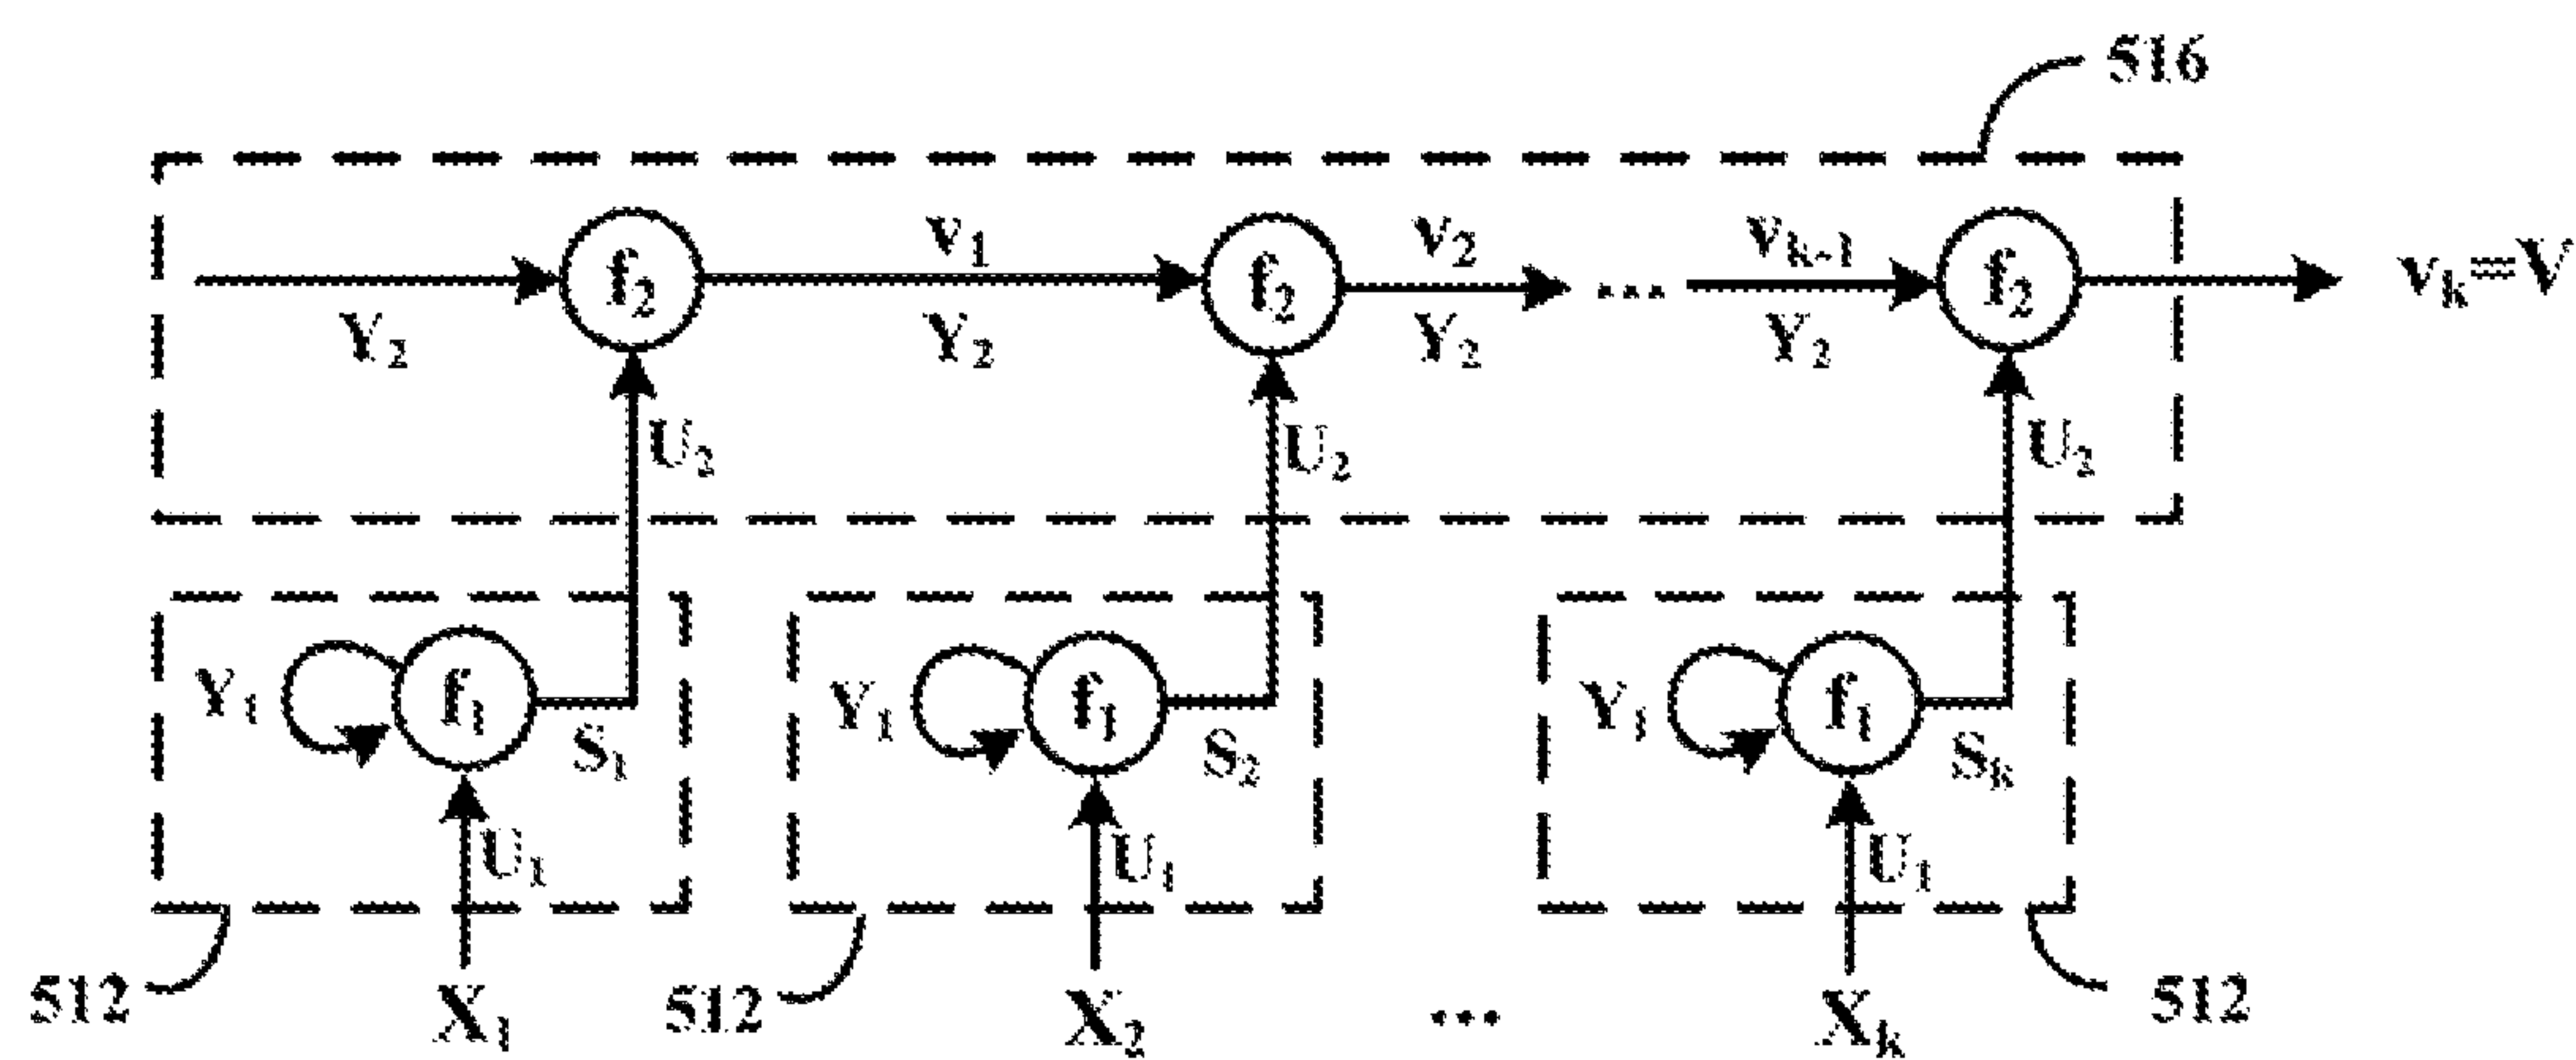 516
v₁ v₂ vₖ₋₁
f₂ f₂ ... f₂ vₖ=V
Y₂ Y₂ Y₂ Y₂
U₂ U₂ U₂
Y₁ f₁ Y₁ f₁ Y₁ f₁
S₁ S₂ Sₖ
U₁ U₁ U₁
512 X₁ 512 X₂ ... Xₖ 512